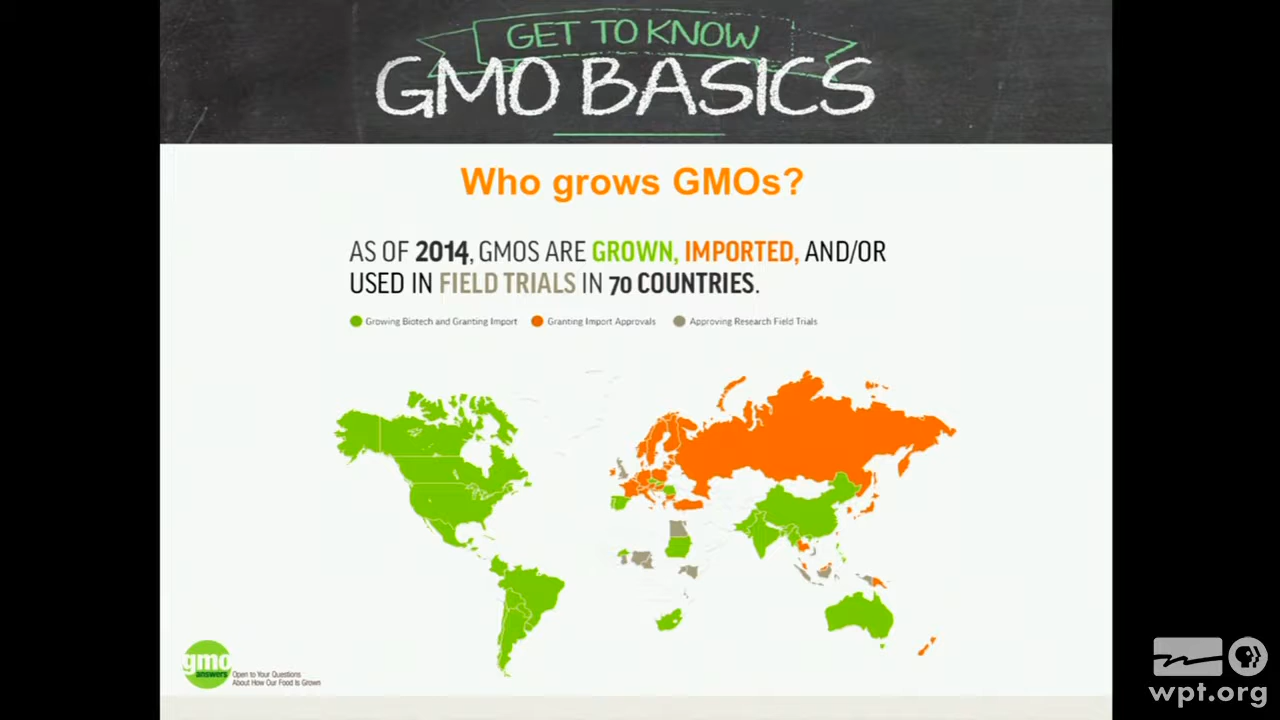 GET TO KNOW
GMO BASICS
Who grows GMOs?
AS OF 2014, GMOS ARE GROWN, IMPORTED, AND/OR
USED IN FIELD TRIALS IN 70 COUNTRIES.
Growing Biotech and Granting Import Granting Import Approvals Approving Research Field Trials
gmo
answers
Open to Your Questions
About How Our Food Is Grown
wpt.org